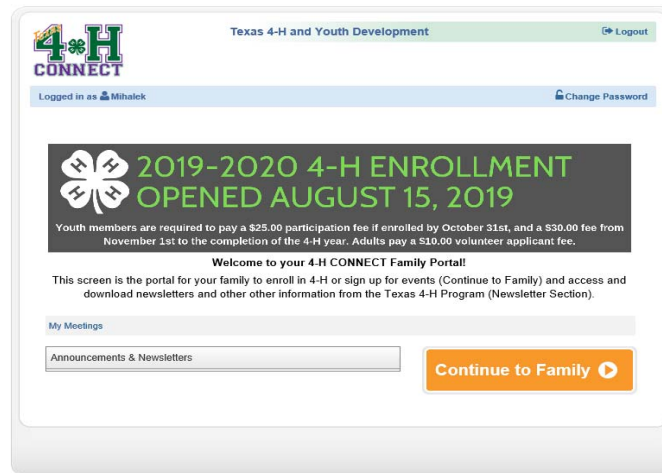 4 H
CONNECT
Texas 4-H and Youth Development
Logout
Logged in as Mihalek
Change Password
H H H H
2019-2020 4-H ENROLLMENT
OPENED AUGUST 15, 2019
Youth members are required to pay a $25.00 participation fee if enrolled by October 31st, and a $30.00 fee from
November 1st to the completion of the 4-H year. Adults pay a $10.00 volunteer applicant fee.
Welcome to your 4-H CONNECT Family Portal!
This screen is the portal for your family to enroll in 4-H or sign up for events (Continue to Family) and access and
download newsletters and other other information from the Texas 4-H Program (Newsletter Section).
My Meetings
Announcements & Newsletters
Continue to Family